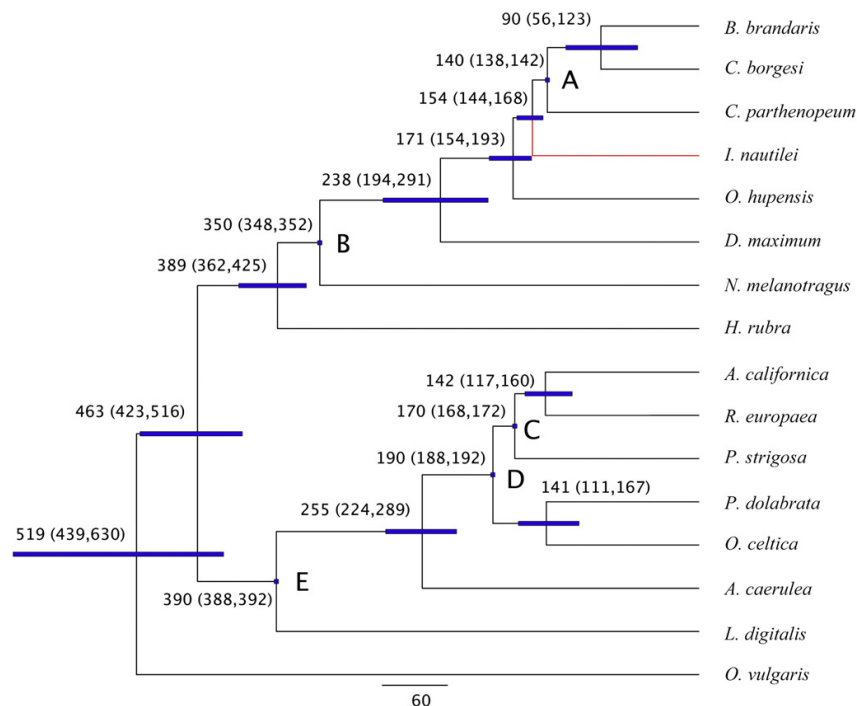 90 (56,123)
B. brandaris
140 (138,142)
C. borgesi
A
154 (144,168)
C. parthenopeum
171 (154,193)
I. nautilei
238 (194,291)
O. hupensis
350 (348,352)
B
D. maximum
389 (362,425)
N. melanotragus
H. rubra
142 (117,160)
A. californica
170 (168,172)
R. europaea
C
190 (188,192)
P. strigosa
D
141 (111,167)
P. dolabrata
255 (224,289)
519 (439,630)
463 (423,516)
O. celtica
E
390 (388,392)
A. caerulea
L. digitalis
O. vulgaris
60